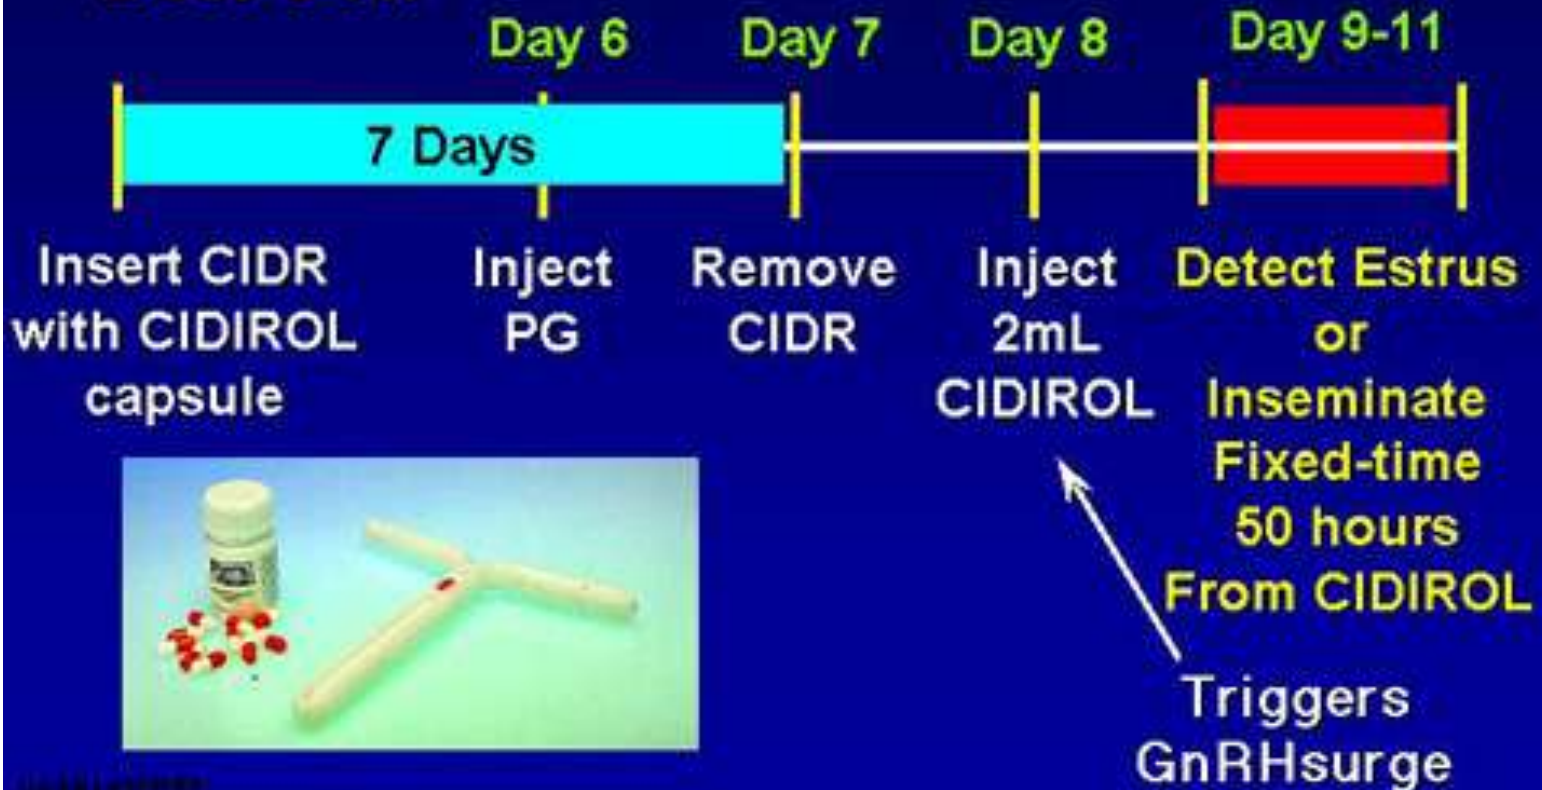 Day 6
Day 7
Day 8
Day 9-11
7 Days
Insert CIDR
with CIDIROL
capsule
Inject
PG
Remove
CIDR
Inject
2mL
CIDIROL
Detect Estrus
or
Inseminate
Fixed-time
50 hours
From CIDIROL
Triggers
GnRHsurge